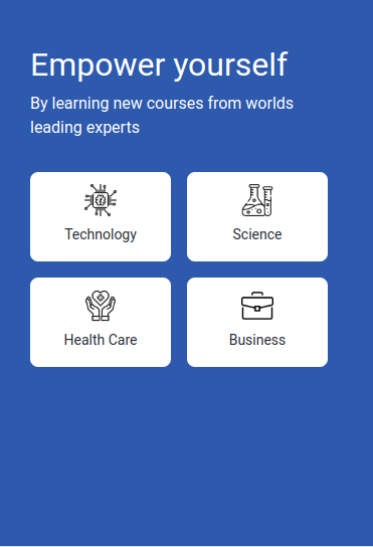 Empower yourself
By learning new courses from worlds
leading experts
Technology
Science
Health Care
Business